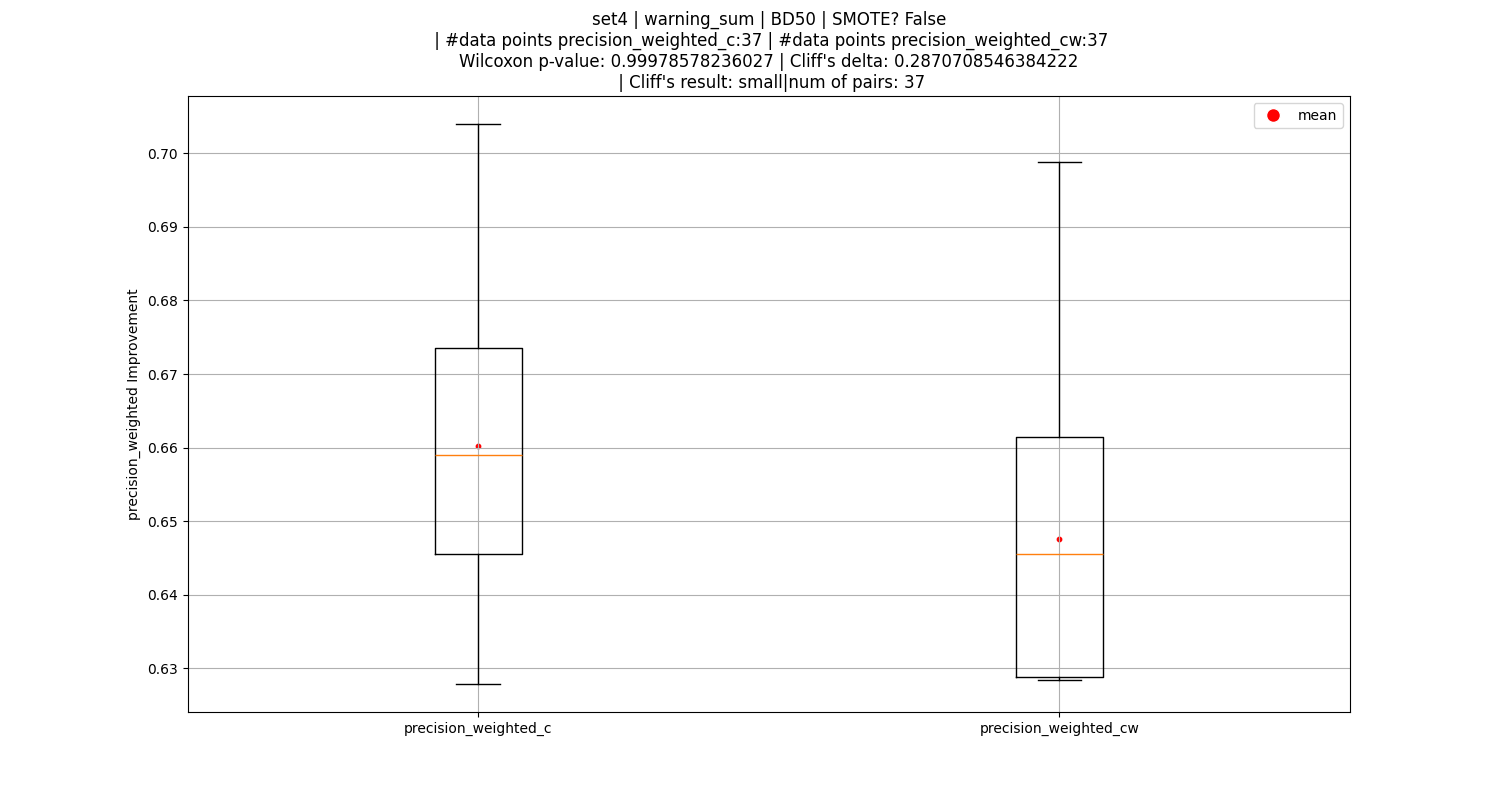 set4 | warning_sum | BD50 | SMOTE? False
| #data points precision_weighted_c:37 | #data points precision_weighted_cw:37
Wilcoxon p-value: 0.99978578236027 | Cliff's delta: 0.2870708546384222
| Cliff's result: small|num of pairs: 37
mean
0.70
0.69
0.68
0.67
0.66
0.65
0.64
0.63
precision_weighted Improvement
precision_weighted_c
precision_weighted_cw